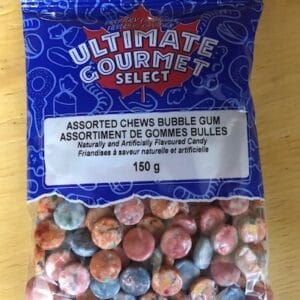 ULTIMATE
GOURMET
SELECT
ASSORTED CHEWS BUBBLE GUM
ASSORTIMENT DE GOMMES BULLES
Naturally and Artificially Flavoured Candy
Friandises à saveur naturelle et artificielle
150 g